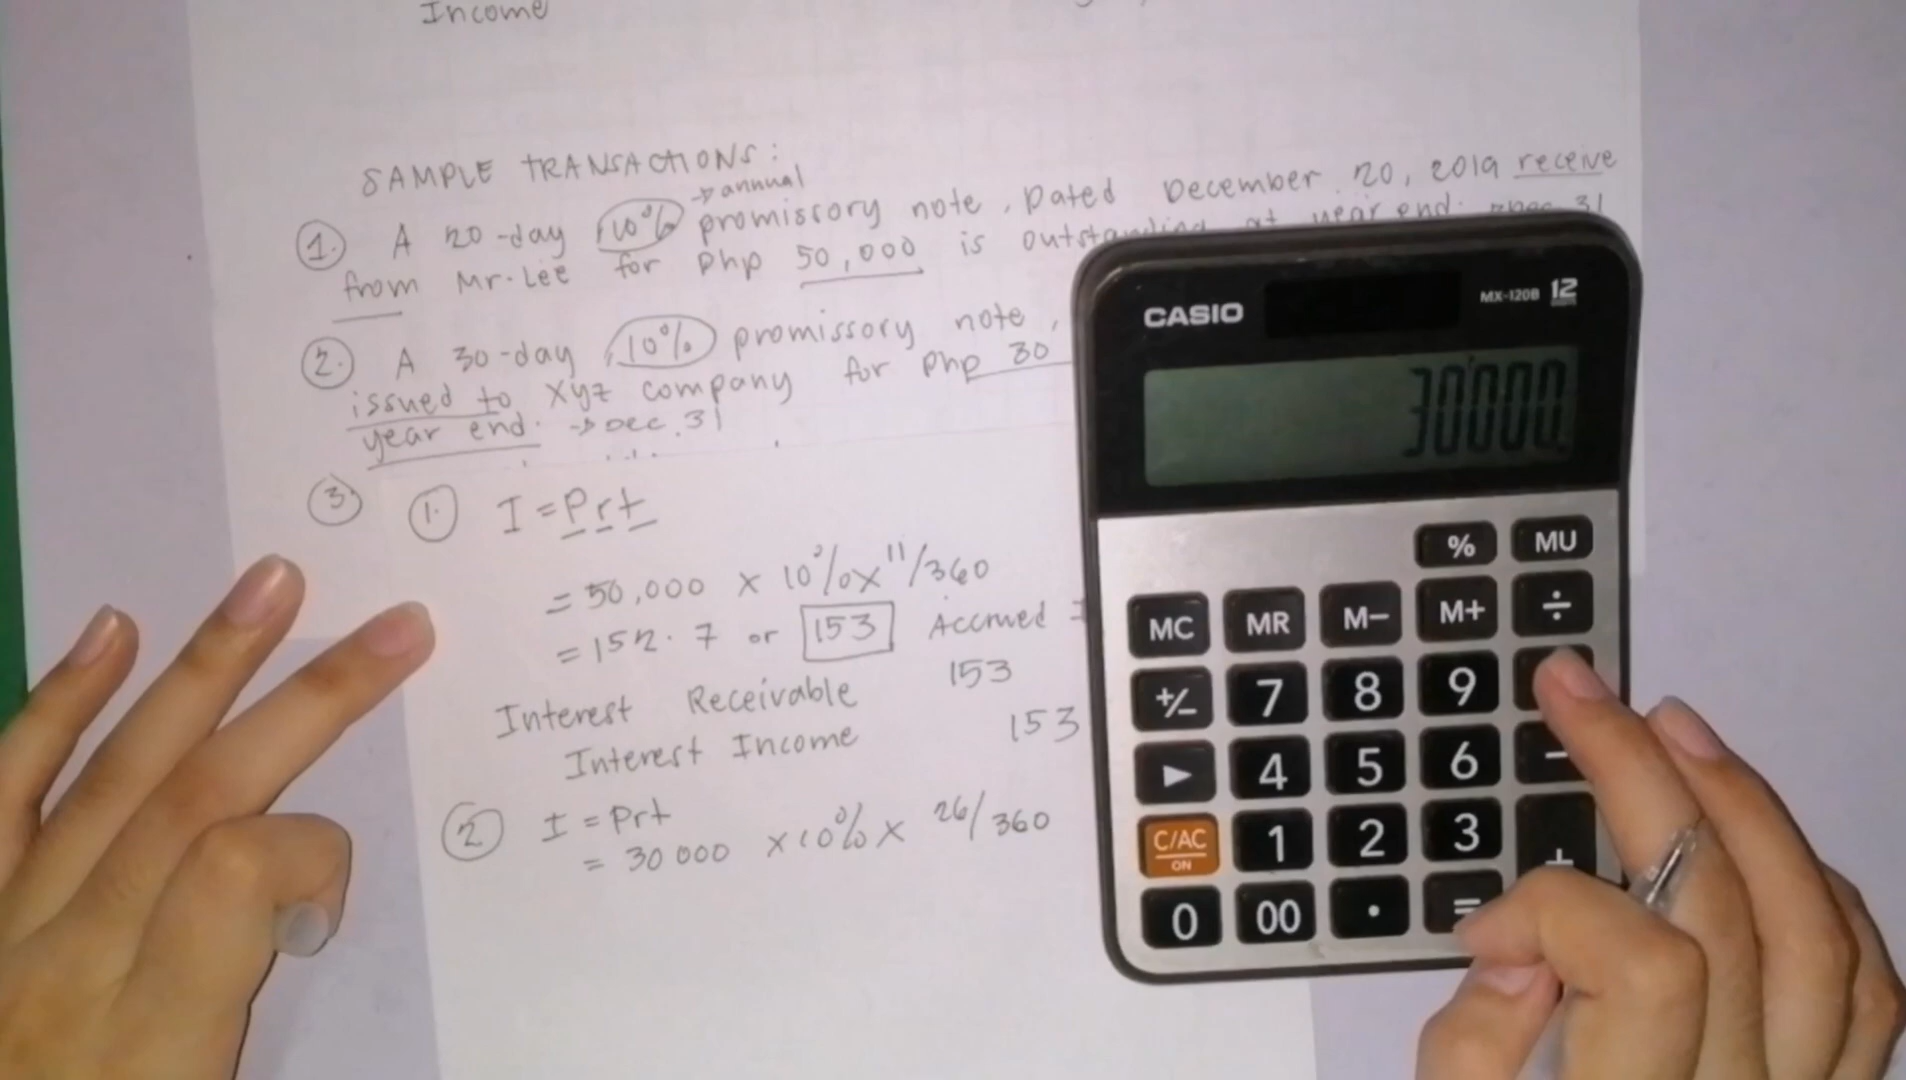 Income
SAMPLE TRANSACTIONS:
→ annual
1. A 20-day 10% promissory note, Dated December 20, 2019 receive
from Mr. Lee for Php 50,000 is outstanding at year end. 31
2. A 30-day 10% promissory note,
issued to XYZ company for Php 30
year end. → Dec. 31
3. 1. I = Prt
= 50,000 x 10% x 11/360
= 152.7 or 153 Accrued
Interest Receivable 153
Interest Income 153
2 I = Prt
= 30 000 x 10% x 26/360
CASIO MX-120B 12
30'000.
% MU
MC MR M- M+ ÷
+/- 7 8 9
▶ 4 5 6 -
C/AC ON 1 2 3 +
0 00 . =